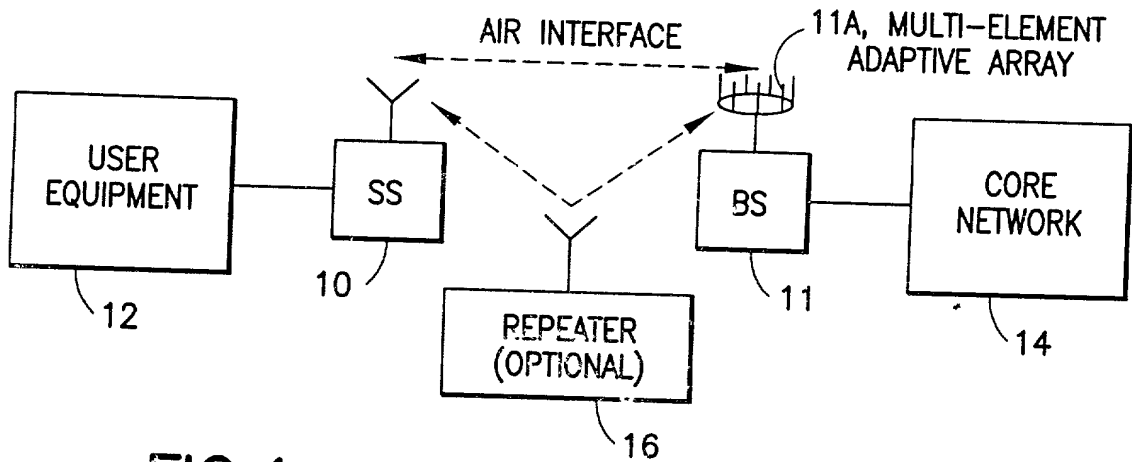 AIR INTERFACE
11A, MULTI-ELEMENT
ADAPTIVE ARRAY
USER
EQUIPMENT
SS
BS
CORE
NETWORK
10
11
12
14
REPEATER
(OPTIONAL)
16